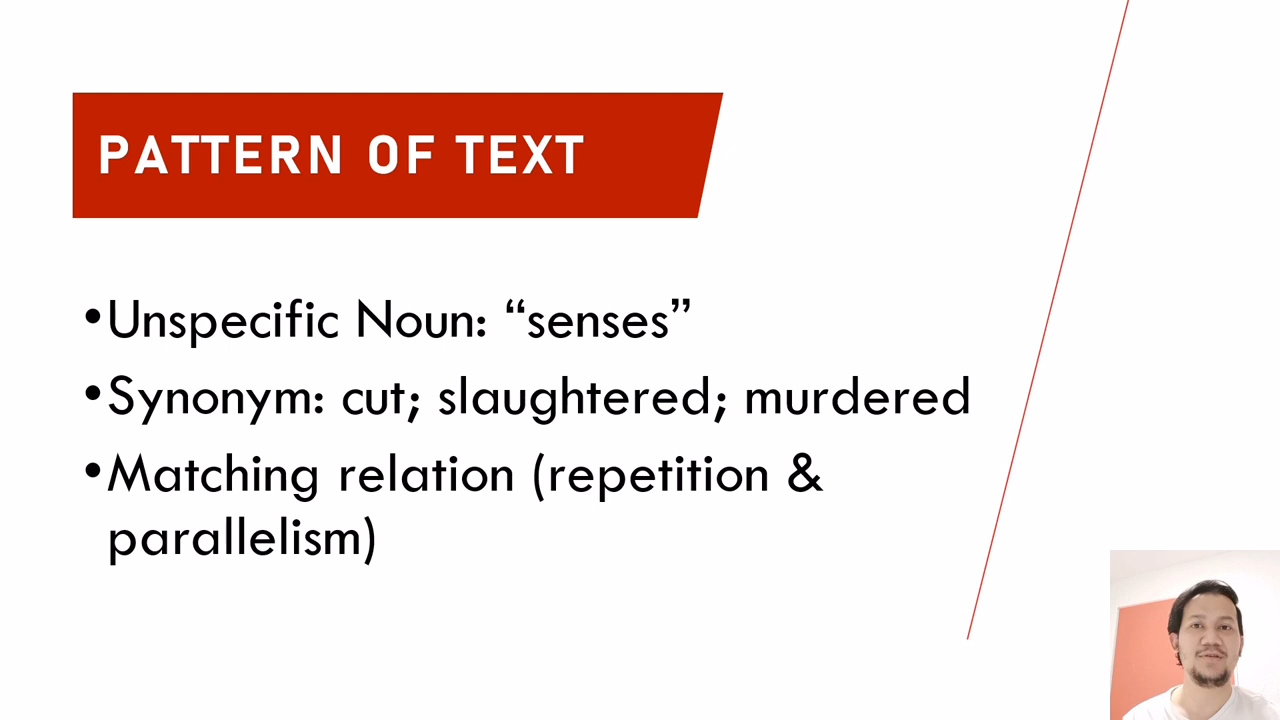 PATTERN OF TEXT
•Unspecific Noun: “senses”
•Synonym: cut; slaughtered; murdered
•Matching relation (repetition &
parallelism)